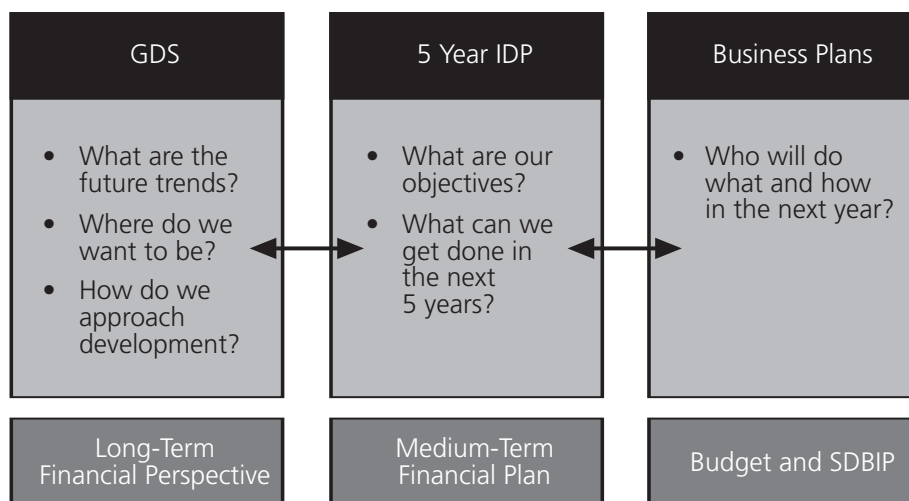 GDS
• What are the
future trends?
• Where do we
want to be?
• How do we
approach
development?
Long-Term
Financial Perspective
5 Year IDP
• What are our
objectives?
• What can we
get done in
the next
5 years?
Medium-Term
Financial Plan
Business Plans
• Who will do
what and how
in the next year?
Budget and SDBIP